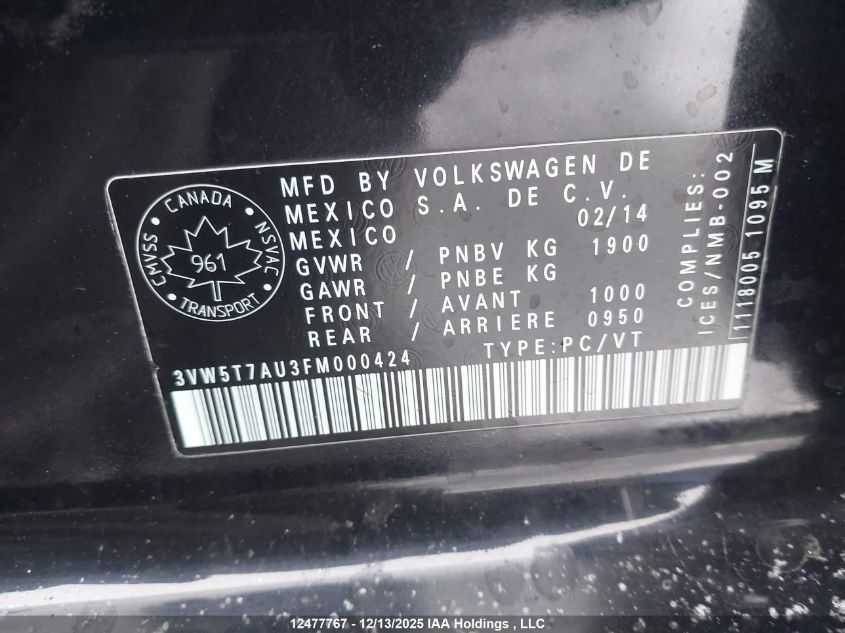 CANADA
CMVSS
NSVAC
961
TRANSPORT
MFD BY VOLKSWAGEN DE
MEXICO S.A. DE C.V.
MEXICO 02/14
GVWR / PNBV KG 1900
GAWR / PNBE KG
FRONT / AVANT 1000
REAR / ARRIERE 0950
TYPE:PC/VT
3VW5T7AU3FM000424
COMPLIES:
ICES/NMB-002
1118005 1095 M
12477767 - 12/13/2025 IAA Holdings , LLC